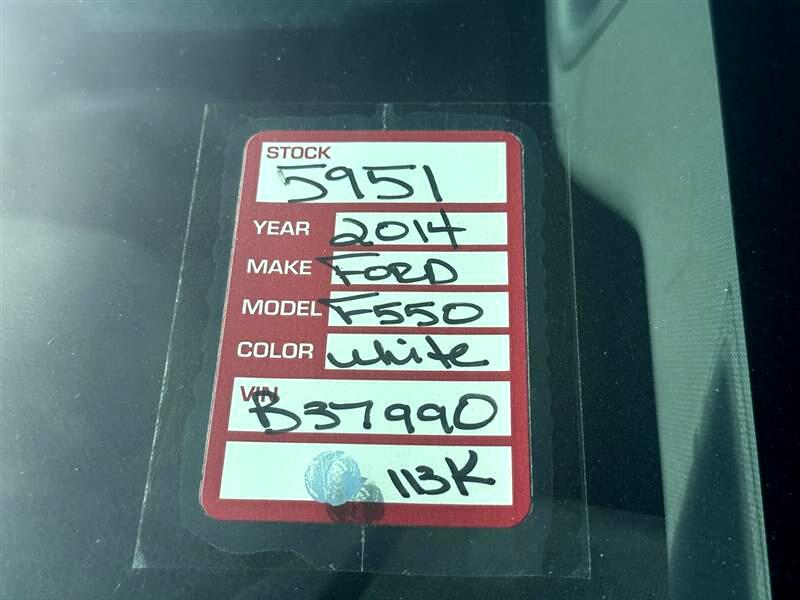 STOCK
5951
YEAR 2014
MAKE FORD
MODEL F550
COLOR white
VIN
B37990
113K